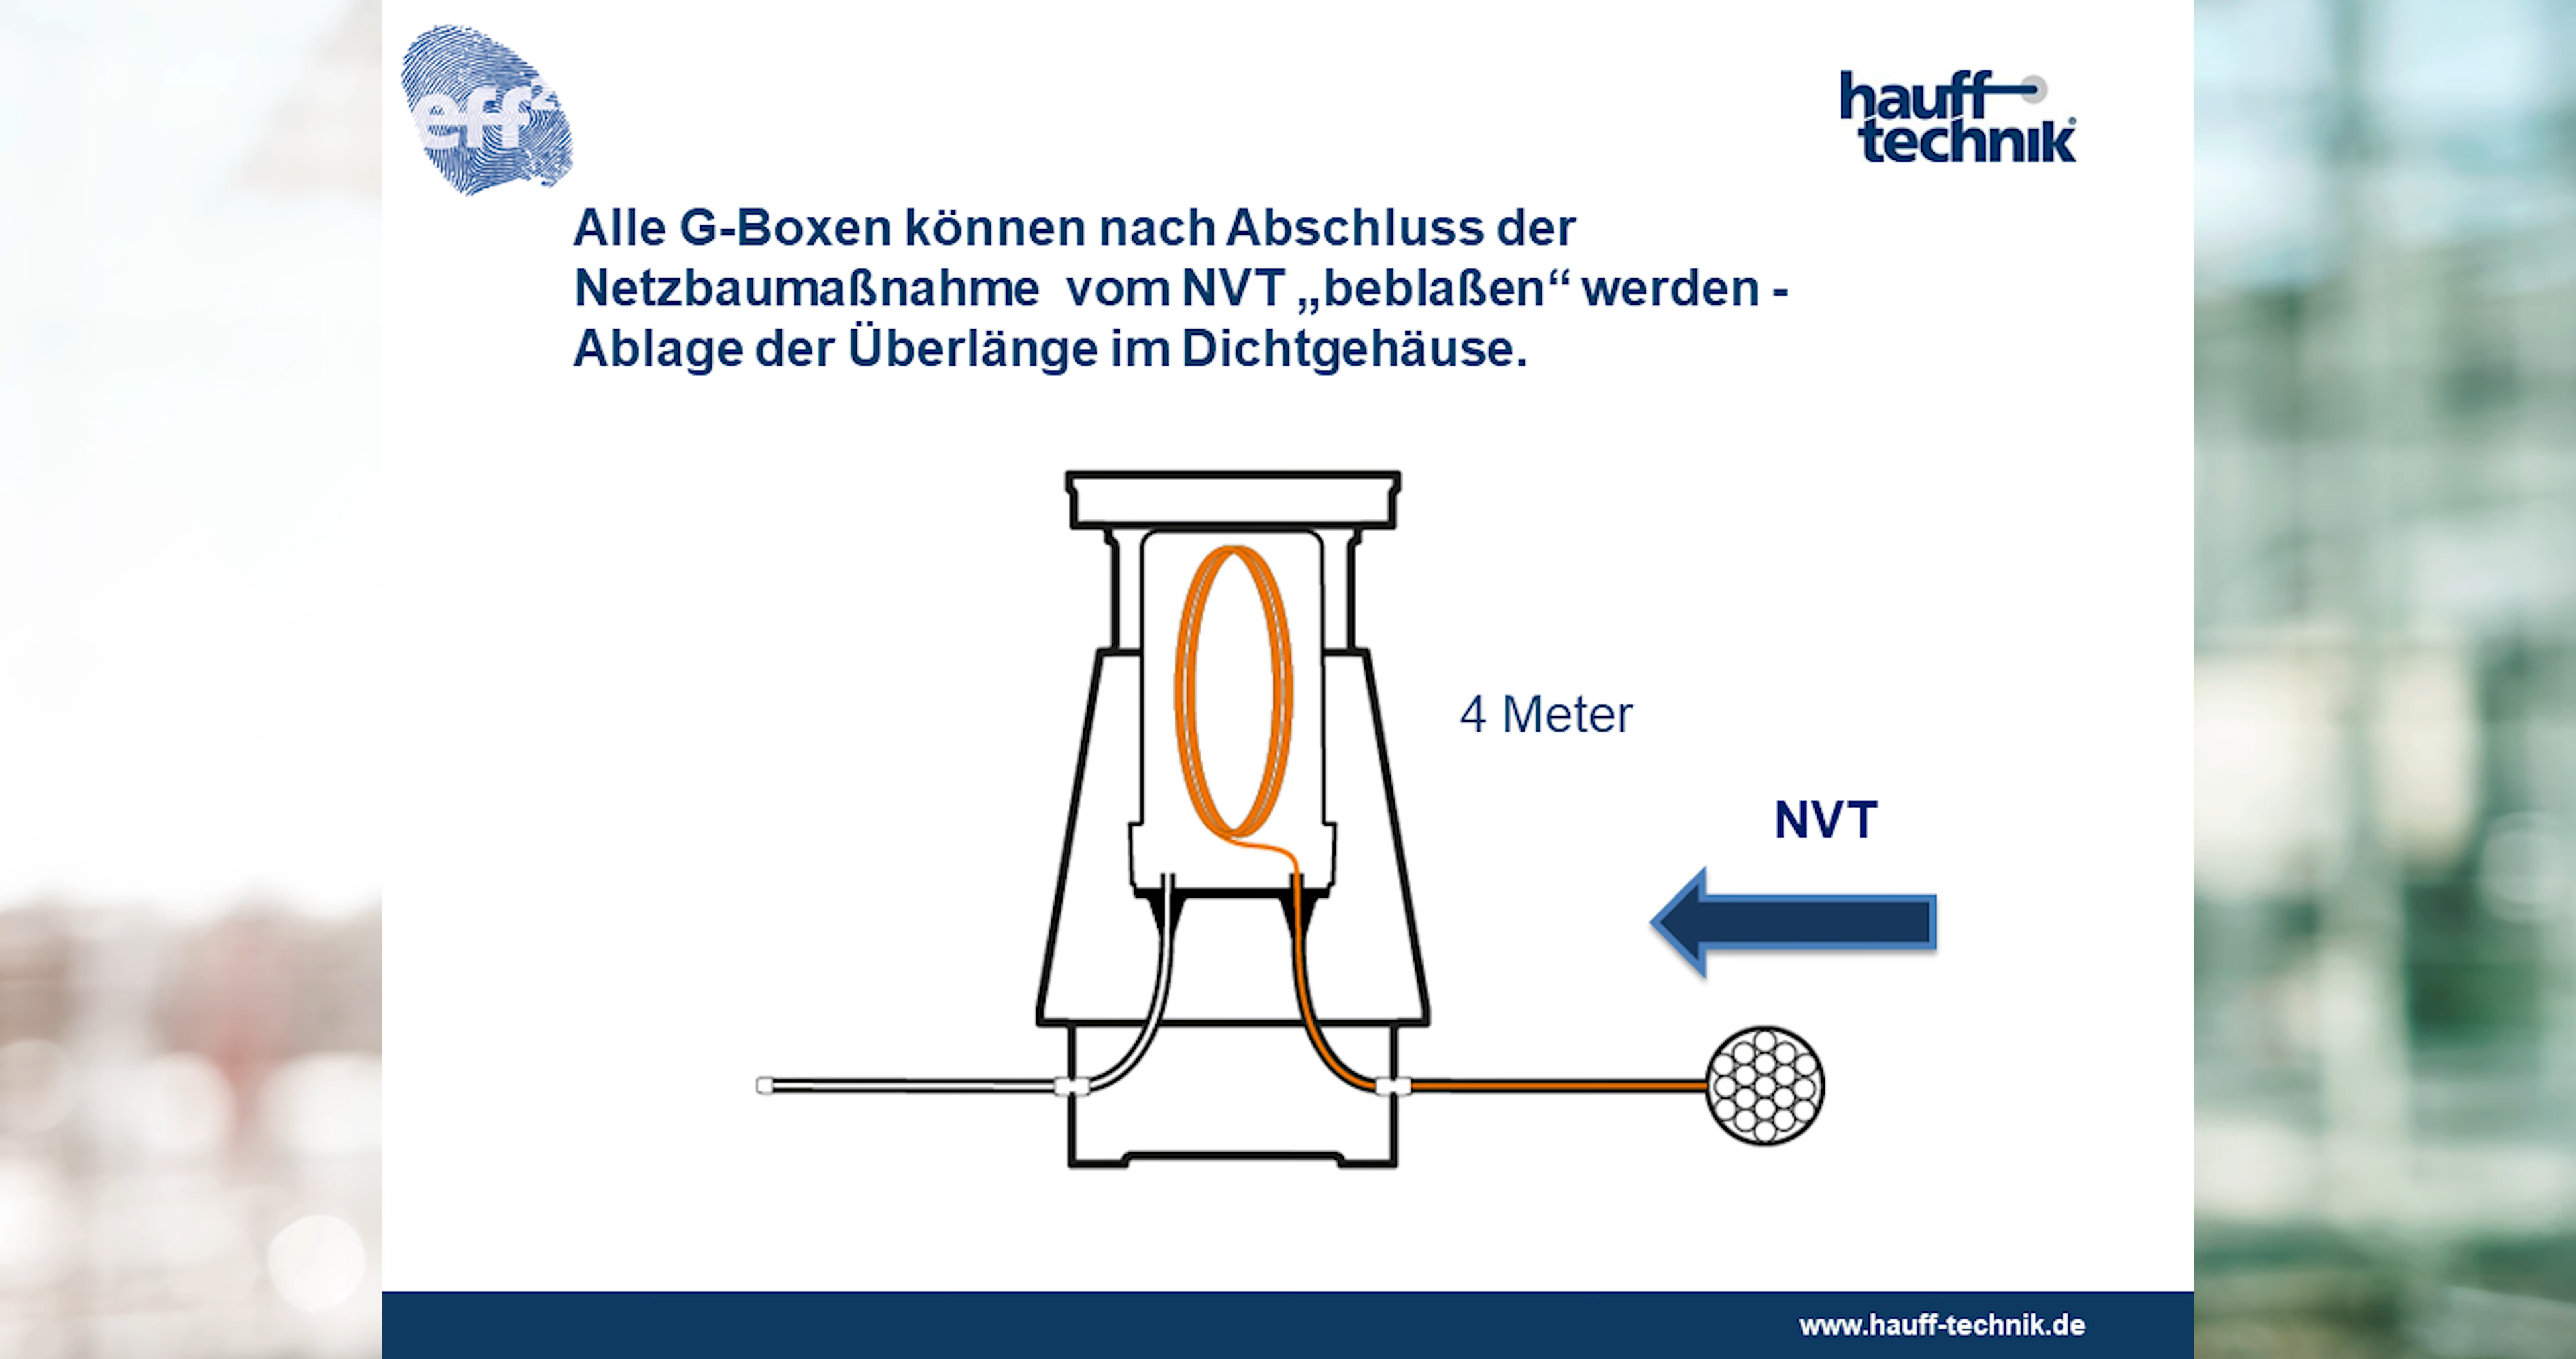 eff²
hauff
technik®
Alle G-Boxen können nach Abschluss der
Netzbaumaßnahme vom NVT „beblaßen“ werden -
Ablage der Überlänge im Dichtgehäuse.
4 Meter
NVT
www.hauff-technik.de